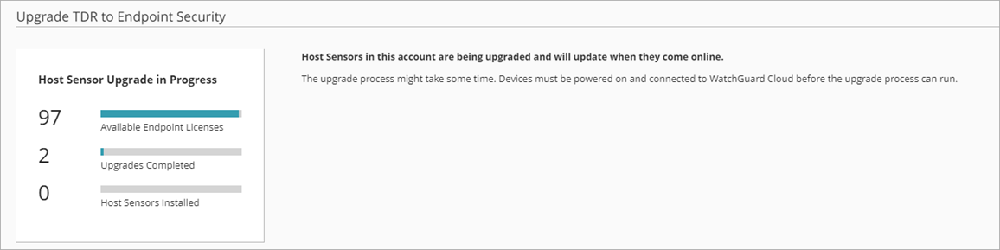 Upgrade TDR to Endpoint Security
Host Sensor Upgrade in Progress
97
Available Endpoint Licenses
2
Upgrades Completed
0
Host Sensors Installed
Host Sensors in this account are being upgraded and will update when they come online.
The upgrade process might take some time. Devices must be powered on and connected to WatchGuard Cloud before the upgrade process can run.